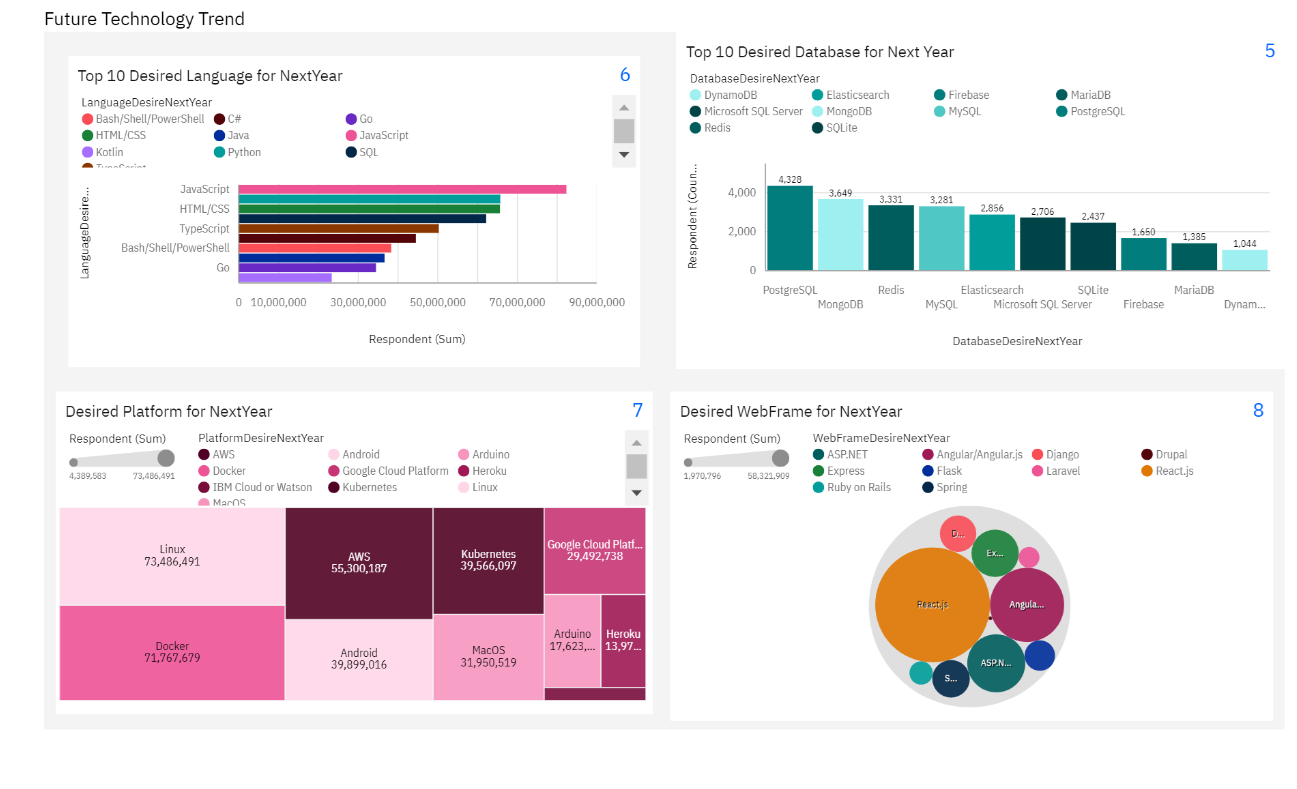 Future Technology Trend
Top 10 Desired Language for NextYear
6
LanguageDesireNextYear
Bash/Shell/PowerShell C# Go
HTML/CSS Java JavaScript
Kotlin Python SQL
TypeScript
LanguageDesire...
JavaScript
HTML/CSS
TypeScript
Bash/Shell/PowerShell
Go
0 10,000,000 30,000,000 50,000,000 70,000,000 90,000,000
Respondent (Sum)
Top 10 Desired Database for Next Year
5
DatabaseDesireNextYear
DynamoDB Elasticsearch Firebase MariaDB
Microsoft SQL Server MongoDB MySQL PostgreSQL
Redis SQLite
Respondent (Coun...
4,000
2,000
0
4,328 3,649 3,331 3,281 2,856 2,706 2,437 1,650 1,385 1,044
PostgreSQL Redis Elasticsearch SQLite MariaDB
MongoDB MySQL Microsoft SQL Server Firebase Dynam...
DatabaseDesireNextYear
Desired Platform for NextYear
7
Respondent (Sum)
4,389,583 73,486,491
PlatformDesireNextYear
AWS Android Arduino
Docker Google Cloud Platform Heroku
IBM Cloud or Watson Kubernetes Linux
MacOS
Linux
73,486,491
Docker
71,767,679
AWS
55,300,187
Android
39,899,016
Kubernetes
39,566,097
MacOS
31,950,519
Google Cloud Platf...
29,492,738
Arduino
17,623,...
Heroku
13,97...
Desired WebFrame for NextYear
8
Respondent (Sum)
1,970,796 58,321,909
WebFrameDesireNextYear
ASP.NET Angular/Angular.js Django Drupal
Express Flask Laravel React.js
Ruby on Rails Spring
D...
Ex...
React.js
Angula...
ASP.N...
S...